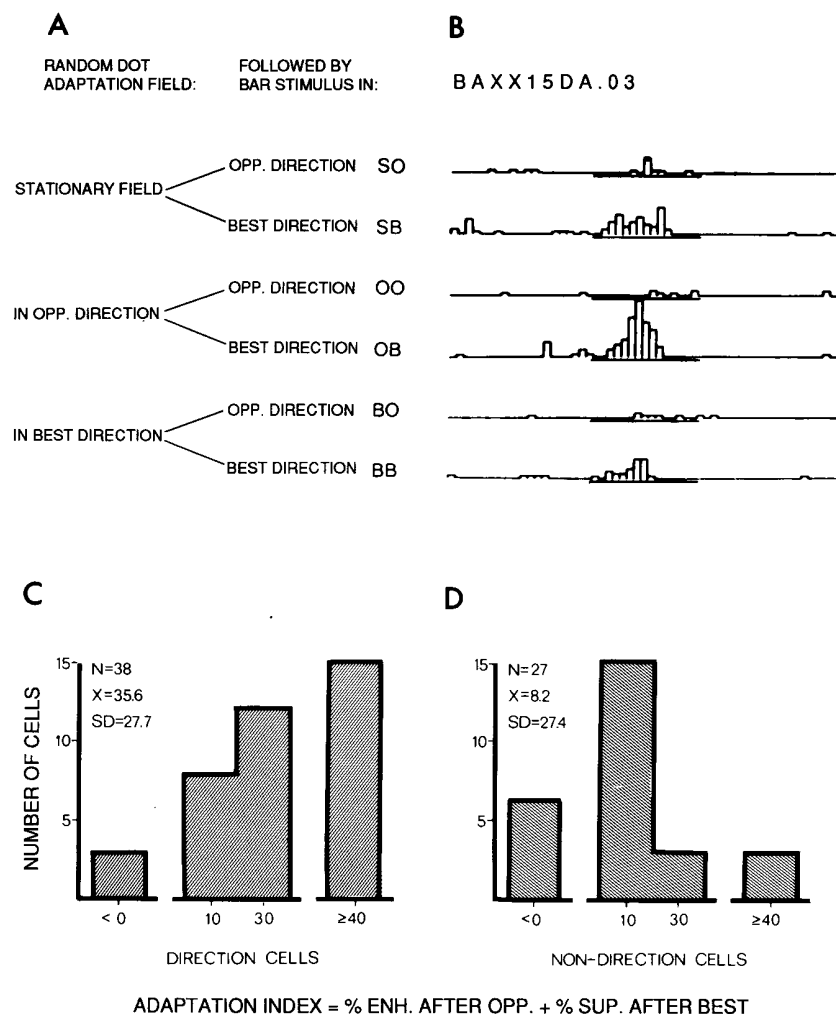 A
B
RANDOM DOT ADAPTATION FIELD:
FOLLOWED BY BAR STIMULUS IN:
BAXX15DA.03
STATIONARY FIELD
OPP. DIRECTION SO
BEST DIRECTION SB
IN OPP. DIRECTION
OPP. DIRECTION OO
BEST DIRECTION OB
IN BEST DIRECTION
OPP. DIRECTION BO
BEST DIRECTION BB
C
NUMBER OF CELLS
15
10
5
N=38
X=35.6
SD=27.7
< 0
10
30
≥40
DIRECTION CELLS
D
15
10
5
N=27
X=8.2
SD=27.4
<0
10
30
≥40
NON-DIRECTION CELLS
ADAPTATION INDEX = % ENH. AFTER OPP. + % SUP. AFTER BEST